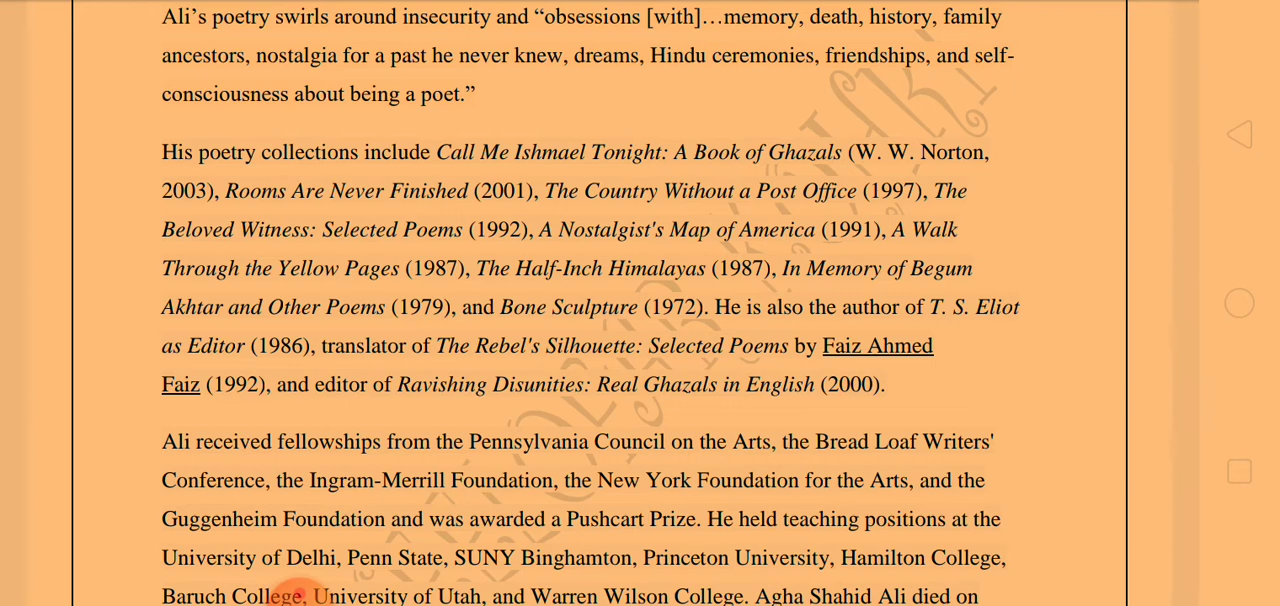 Ali’s poetry swirls around insecurity and “obsessions [with]…memory, death, history, family
ancestors, nostalgia for a past he never knew, dreams, Hindu ceremonies, friendships, and self-
consciousness about being a poet.”
His poetry collections include Call Me Ishmael Tonight: A Book of Ghazals (W. W. Norton,
2003), Rooms Are Never Finished (2001), The Country Without a Post Office (1997), The
Beloved Witness: Selected Poems (1992), A Nostalgist's Map of America (1991), A Walk
Through the Yellow Pages (1987), The Half-Inch Himalayas (1987), In Memory of Begum
Akhtar and Other Poems (1979), and Bone Sculpture (1972). He is also the author of T. S. Eliot
as Editor (1986), translator of The Rebel's Silhouette: Selected Poems by Faiz Ahmed
Faiz (1992), and editor of Ravishing Disunities: Real Ghazals in English (2000).
Ali received fellowships from the Pennsylvania Council on the Arts, the Bread Loaf Writers'
Conference, the Ingram-Merrill Foundation, the New York Foundation for the Arts, and the
Guggenheim Foundation and was awarded a Pushcart Prize. He held teaching positions at the
University of Delhi, Penn State, SUNY Binghamton, Princeton University, Hamilton College,
Baruch College, University of Utah, and Warren Wilson College. Agha Shahid Ali died on